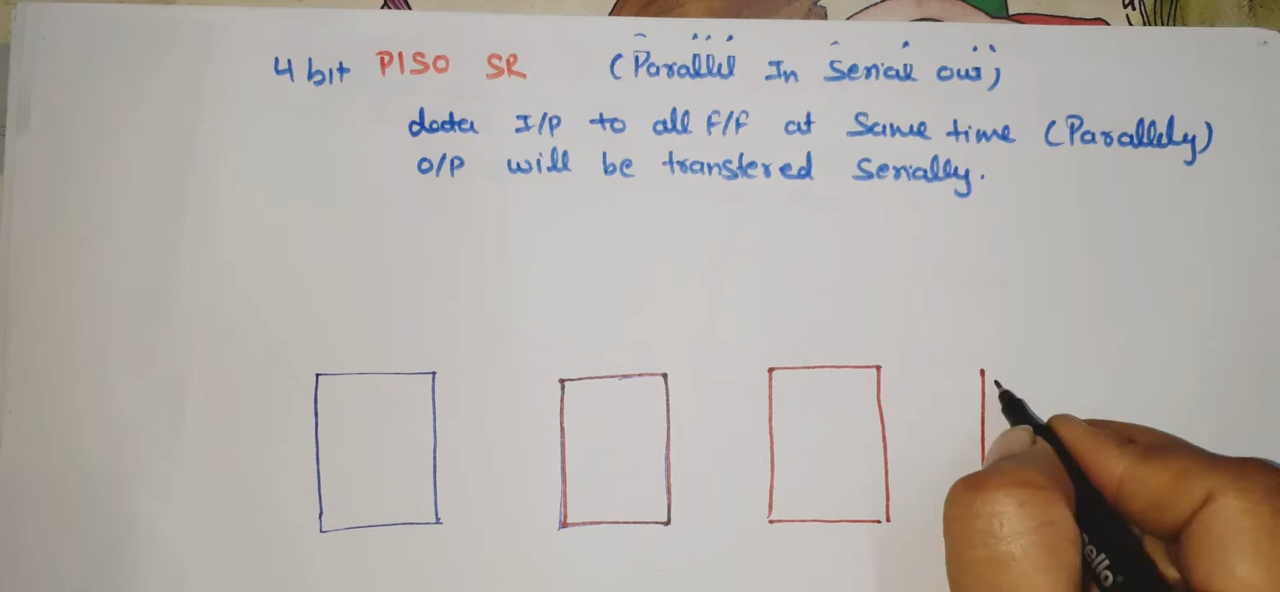 4 bit PISO SR (Parallel In Serial out)
data I/P to all F/F at Same time (Parallely)
O/P will be transfered Serially.
cello